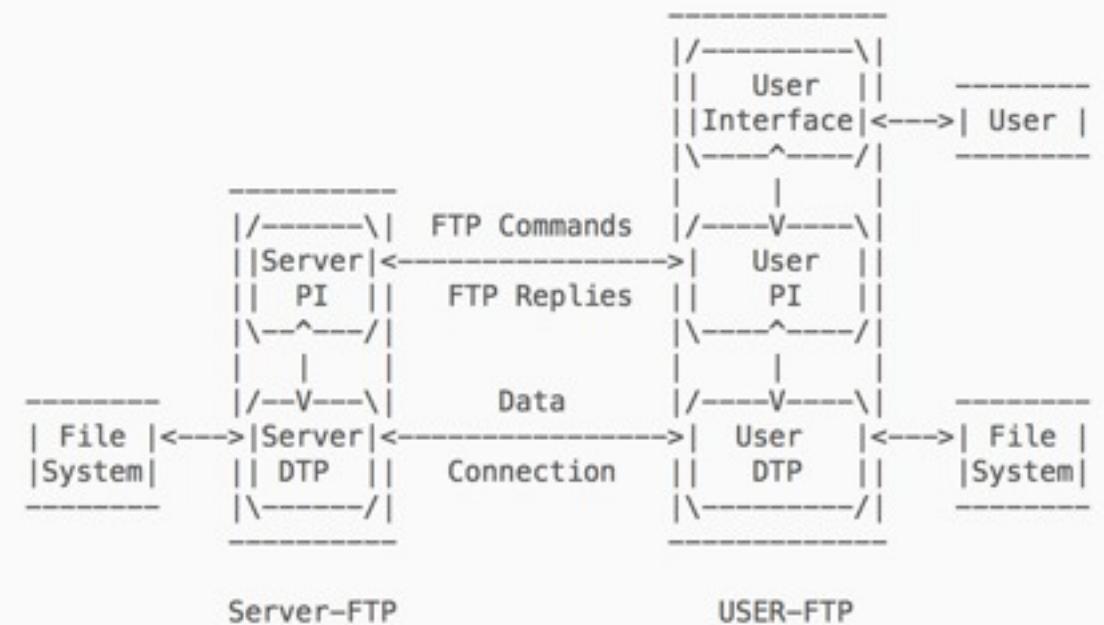 -------------
                                      |/---------\|
                                      ||   User  ||    --------
                                      ||Interface|<--->| User |
                                      |\----^----/|    --------
            ----------                |     |     |
            |/------\|  FTP Commands  |/----V----\|
            ||Server|<---------------->|   User  ||
            ||  PI  ||  FTP Replies   ||    PI   ||
            |\--^---/|                |\----^----/|
            |   |    |                |     |     |
--------    |/--V---\|      Data      |/----V----\|    --------
| File |<--->|Server|<---------------->|  User   |<--->| File |
|System|    || DTP  ||   Connection   ||   DTP   ||    |System|
--------    |\------/|                |\---------/|    --------
            ----------                -------------
            Server-FTP                   USER-FTP